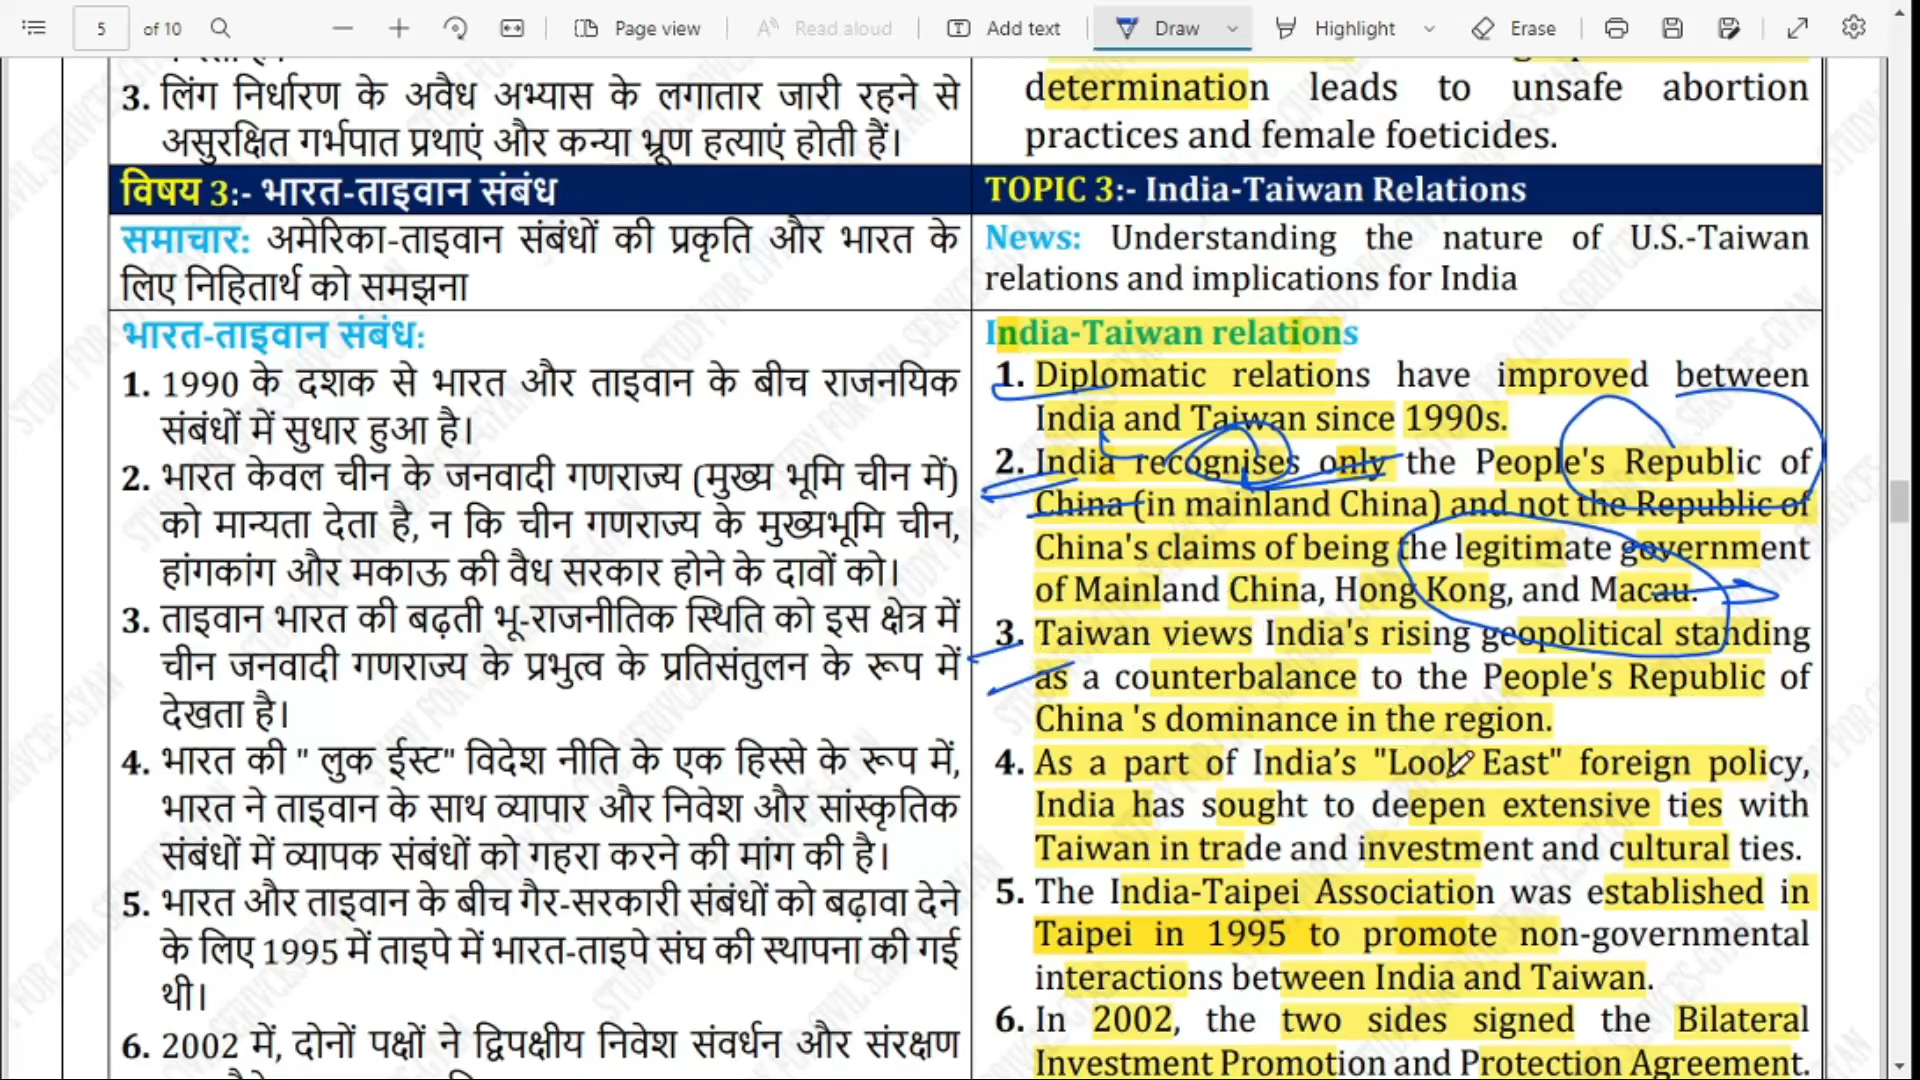 5 of 10 Page view Read aloud Add text Draw Highlight Erase
3. लिंग निर्धारण के अवैध अभ्यास के लगातार जारी रहने से
असुरक्षित गर्भपात प्रथाएं और कन्या भ्रूण हत्याएं होती हैं।
determination leads to unsafe abortion
practices and female foeticides.
विषय 3:- भारत-ताइवान संबंध
TOPIC 3:- India-Taiwan Relations
समाचार: अमेरिका-ताइवान संबंधों की प्रकृति और भारत के
लिए निहितार्थ को समझना
News: Understanding the nature of U.S.-Taiwan
relations and implications for India
भारत-ताइवान संबंध:
1. 1990 के दशक से भारत और ताइवान के बीच राजनयिक
संबंधों में सुधार हुआ है।
2. भारत केवल चीन के जनवादी गणराज्य (मुख्य भूमि चीन में)
को मान्यता देता है, न कि चीन गणराज्य के मुख्यभूमि चीन,
हांगकांग और मकाऊ की वैध सरकार होने के दावों को।
3. ताइवान भारत की बढ़ती भू-राजनीतिक स्थिति को इस क्षेत्र में
चीन जनवादी गणराज्य के प्रभुत्व के प्रतिसंतुलन के रूप में
देखता है।
4. भारत की " लुक ईस्ट" विदेश नीति के एक हिस्से के रूप में,
भारत ने ताइवान के साथ व्यापार और निवेश और सांस्कृतिक
संबंधों में व्यापक संबंधों को गहरा करने की मांग की है।
5. भारत और ताइवान के बीच गैर-सरकारी संबंधों को बढ़ावा देने
के लिए 1995 में ताइपे में भारत-ताइपे संघ की स्थापना की गई
थी।
6. 2002 में, दोनों पक्षों ने द्विपक्षीय निवेश संवर्धन और संरक्षण
India-Taiwan relations
1. Diplomatic relations have improved between
India and Taiwan since 1990s.
2. India recognises only the People's Republic of
China (in mainland China) and not the Republic of
China's claims of being the legitimate government
of Mainland China, Hong Kong, and Macau.
3. Taiwan views India's rising geopolitical standing
as a counterbalance to the People's Republic of
China 's dominance in the region.
4. As a part of India’s "Look East" foreign policy,
India has sought to deepen extensive ties with
Taiwan in trade and investment and cultural ties.
5. The India-Taipei Association was established in
Taipei in 1995 to promote non-governmental
interactions between India and Taiwan.
6. In 2002, the two sides signed the Bilateral
Investment Promotion and Protection Agreement.